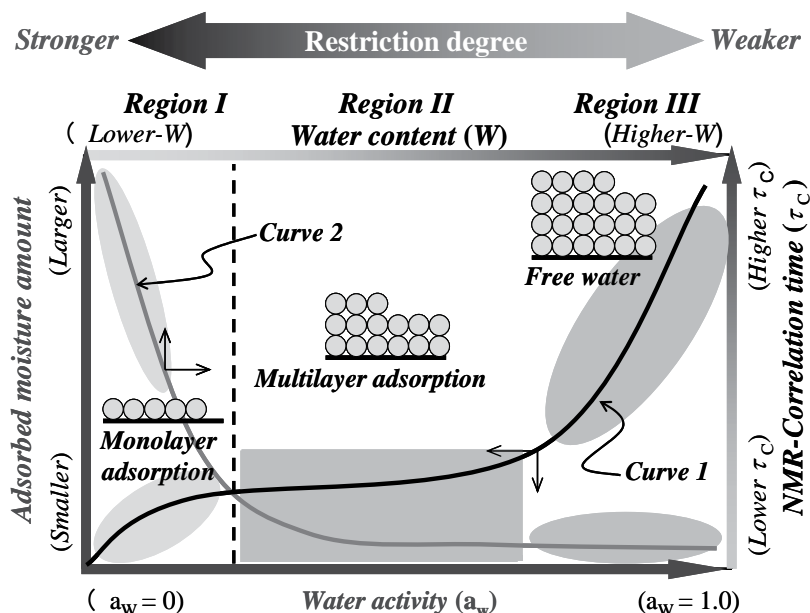 Stronger Restriction degree Weaker
Region I Region II Region III
( Lower-W) Water content (W) (Higher-W)
Adsorbed moisture amount
(Smaller) (Larger)
NMR-Correlation time (τC)
(Lower τC) (Higher τC)
Curve 2
Free water
Multilayer adsorption
Monolayer
adsorption
Curve 1
( aw = 0) Water activity (aw) (aw = 1.0)